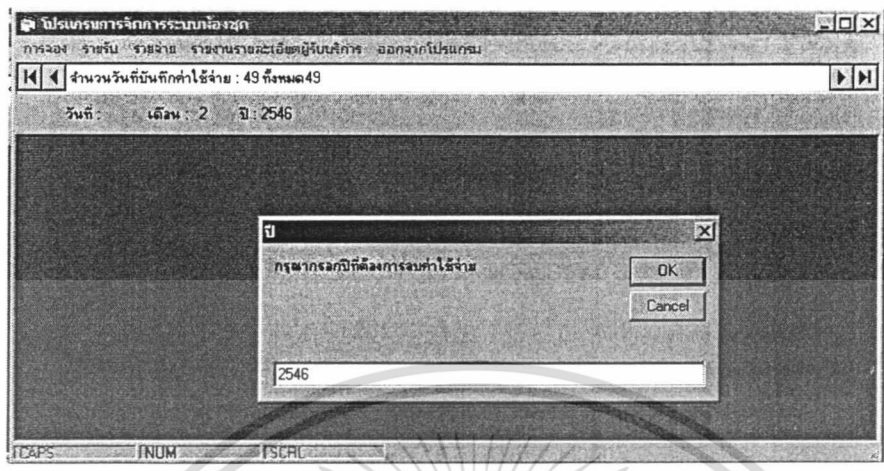 โปรแกรมการจัดการระบบห้องชุด
การจอง รายรับ รายจ่าย รายงานรายละเอียดผู้รับบริการ ออกจากโปรแกรม
จำนวนวันที่บันทึกค่าใช้จ่าย : 49 ทั้งหมด49
วันที่ : เดือน : 2 ปี : 2546
ปี
กรุณากรอกปีที่ต้องการลบค่าใช้จ่าย
OK
Cancel
2546
CAPS NUM SCRL